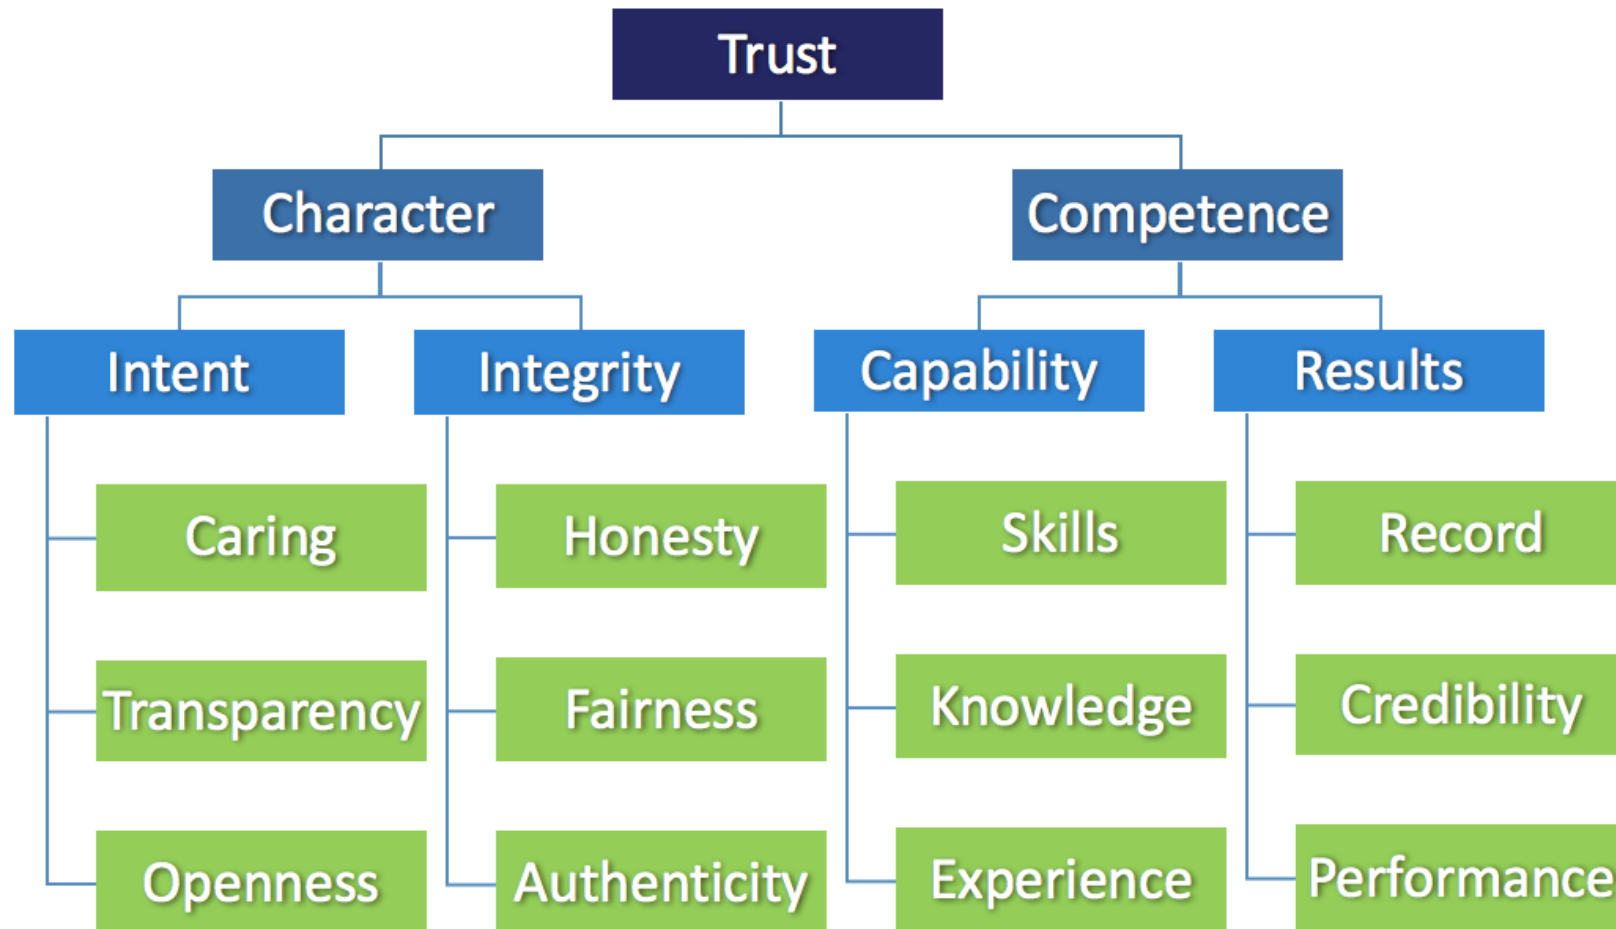 Trust
Character
Competence
Intent
Integrity
Capability
Results
Caring
Honesty
Skills
Record
Transparency
Fairness
Knowledge
Credibility
Openness
Authenticity
Experience
Performance